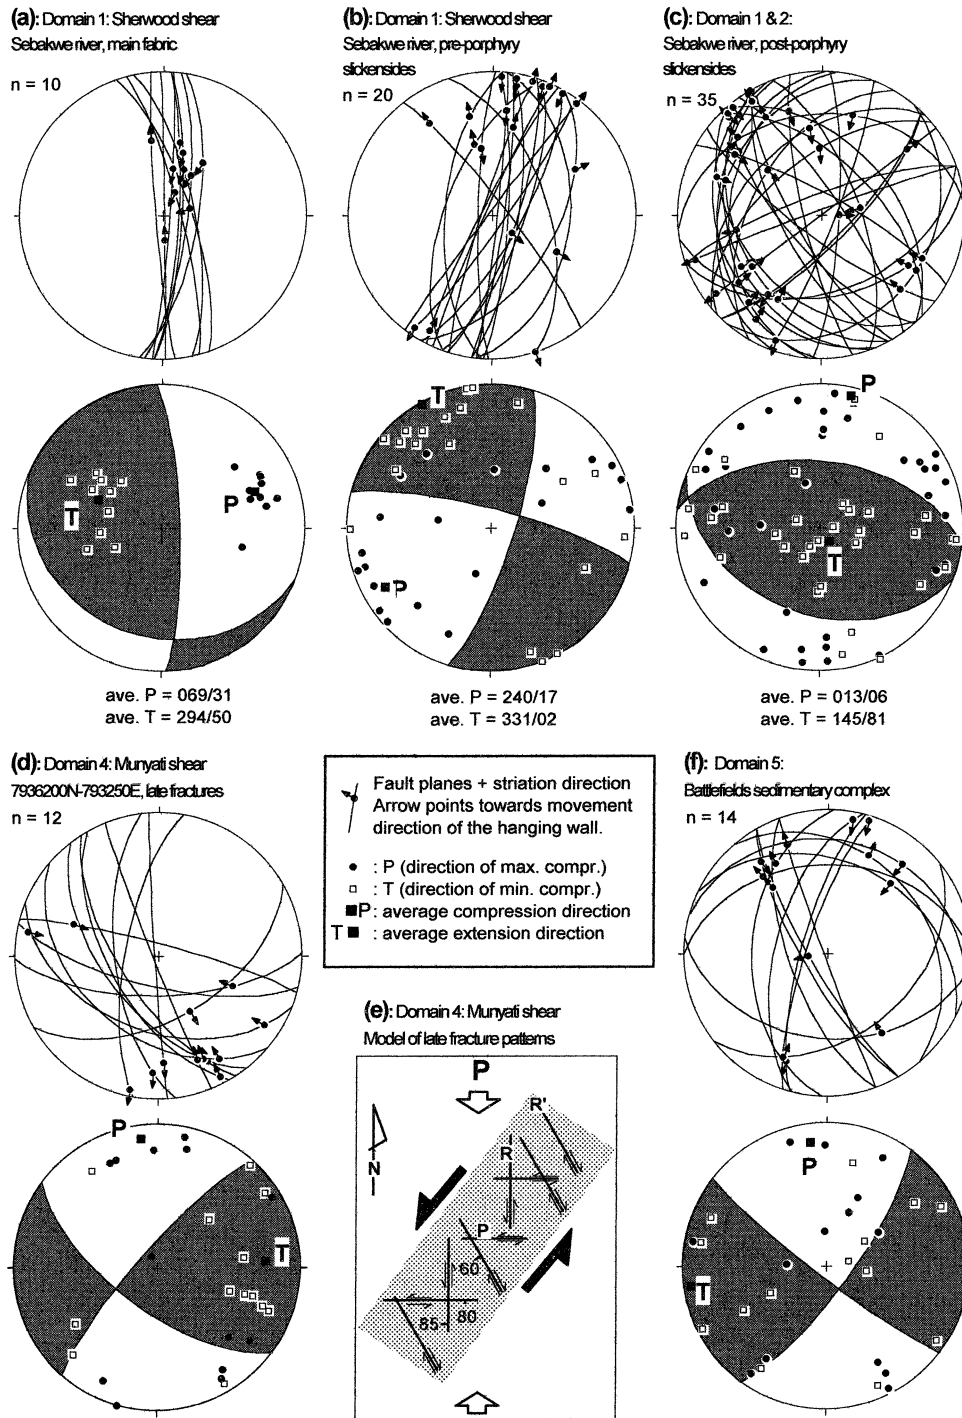 (a): Domain 1: Sherwood shear
Sebakwe river, main fabric
n = 10
(b): Domain 1: Sherwood shear
Sebakwe river, pre-porphyry
slickensides
n = 20
(c): Domain 1 & 2:
Sebakwe river, post-porphyry
slickensides
n = 35
T
P
T
P
P
T
ave. P = 069/31
ave. T = 294/50
ave. P = 240/17
ave. T = 331/02
ave. P = 013/06
ave. T = 145/81
(d): Domain 4: Munyati shear
7936200N-793250E, late fractures
n = 12
Fault planes + striation direction
Arrow points towards movement
direction of the hanging wall.
: P (direction of max. compr.)
: T (direction of min. compr.)
P: average compression direction
T : average extension direction
(f): Domain 5:
Battlefields sedimentary complex
n = 14
(e): Domain 4: Munyati shear
Model of late fracture patterns
P
R'
R
N
P
60
80
85
P
T
P
T